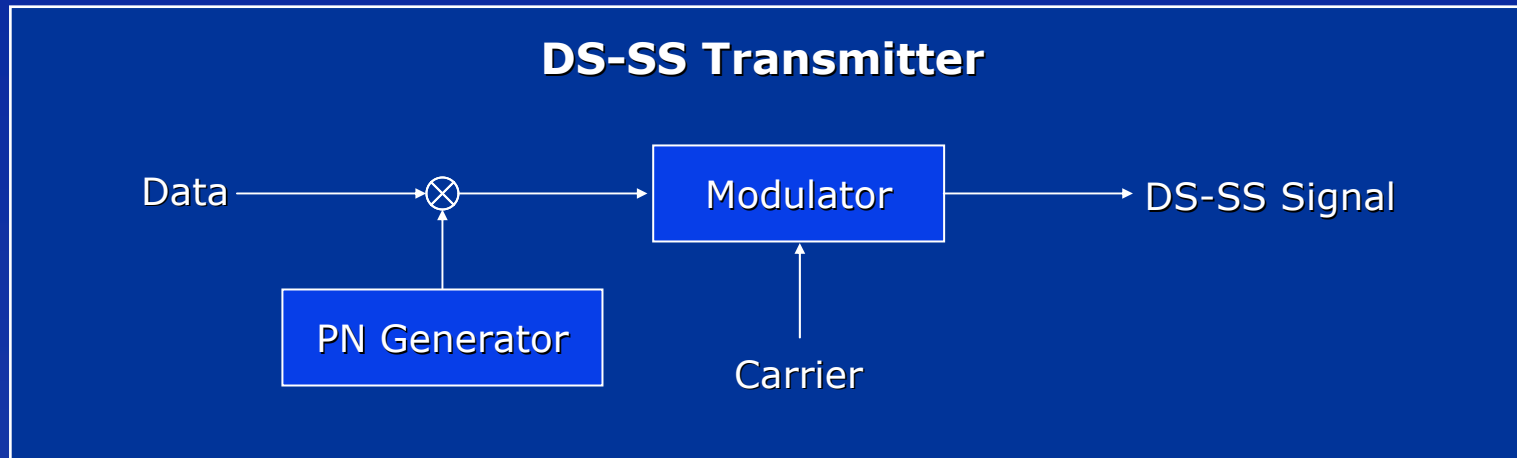 DS-SS Transmitter
Data
Modulator
DS-SS Signal
PN Generator
Carrier